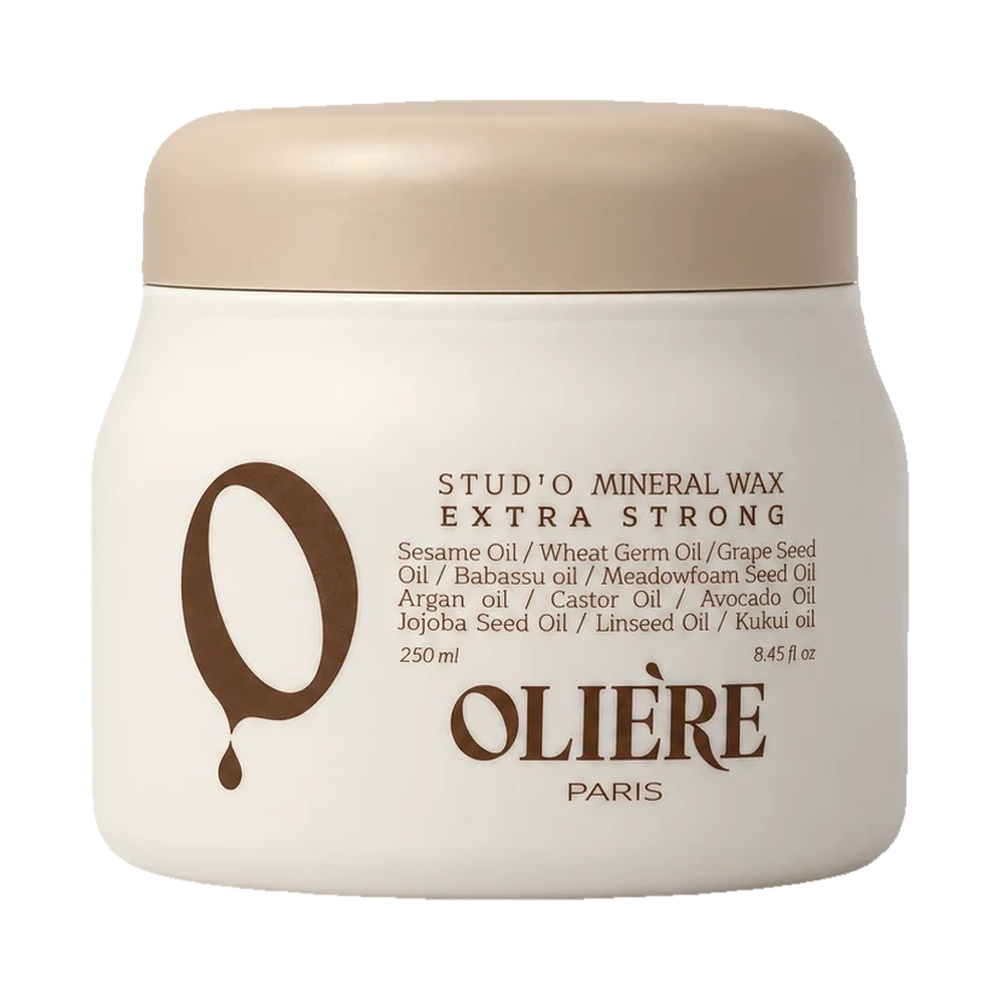 STUD'O MINERAL WAX
EXTRA STRONG
Sesame Oil / Wheat Germ Oil / Grape Seed
Oil / Babassu oil / Meadowfoam Seed Oil
Argan oil / Castor Oil / Avocado Oil
Jojoba Seed Oil / Linseed Oil / Kukui oil
250 ml 8.45 fl oz
OLIÈRE
PARIS